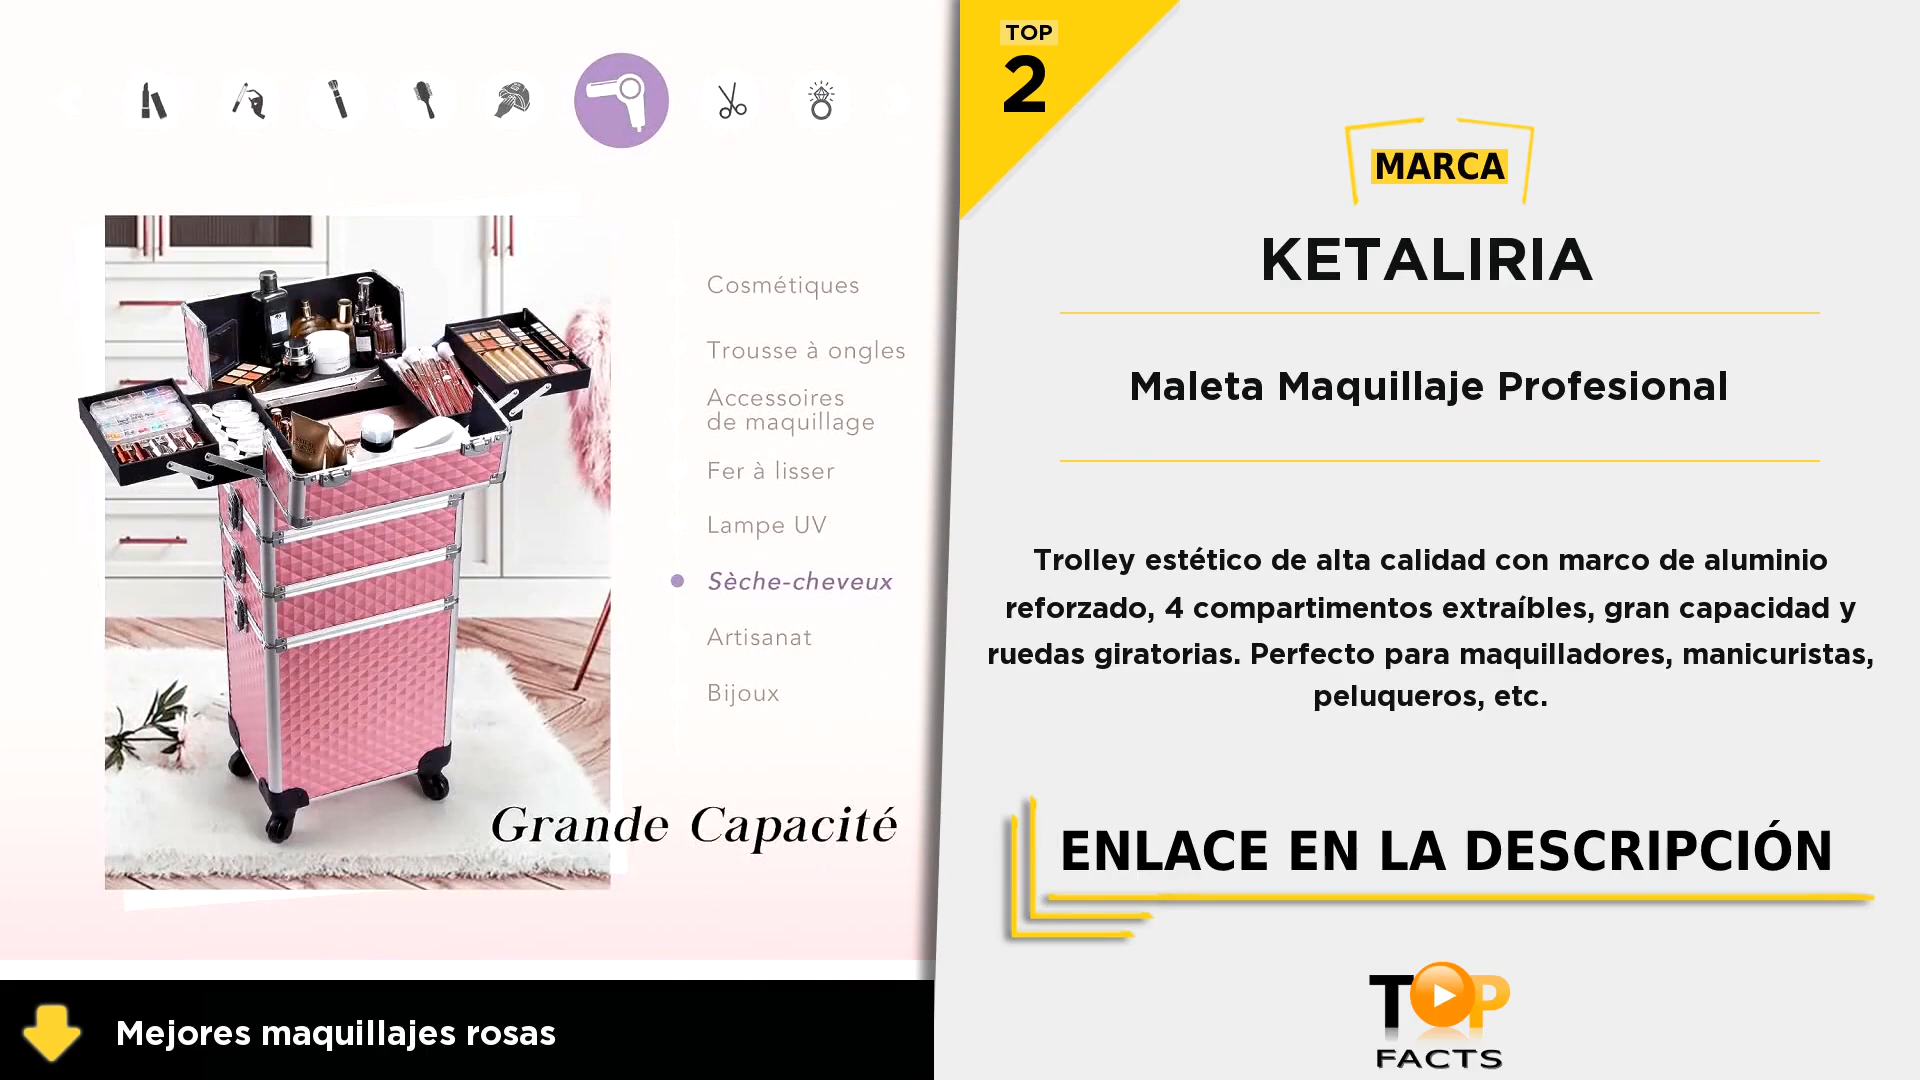 Cosmétiques
Trousse à ongles
Accessoires
de maquillage
Fer à lisser
Lampe UV
Sèche-cheveux
Artisanat
Bijoux
Grande Capacité
Mejores maquillajes rosas
TOP
2
MARCA
KETALIRIA
Maleta Maquillaje Profesional
Trolley estético de alta calidad con marco de aluminio
reforzado, 4 compartimentos extraíbles, gran capacidad y
ruedas giratorias. Perfecto para maquilladores, manicuristas,
peluqueros, etc.
ENLACE EN LA DESCRIPCIÓN
TOP
FACTS